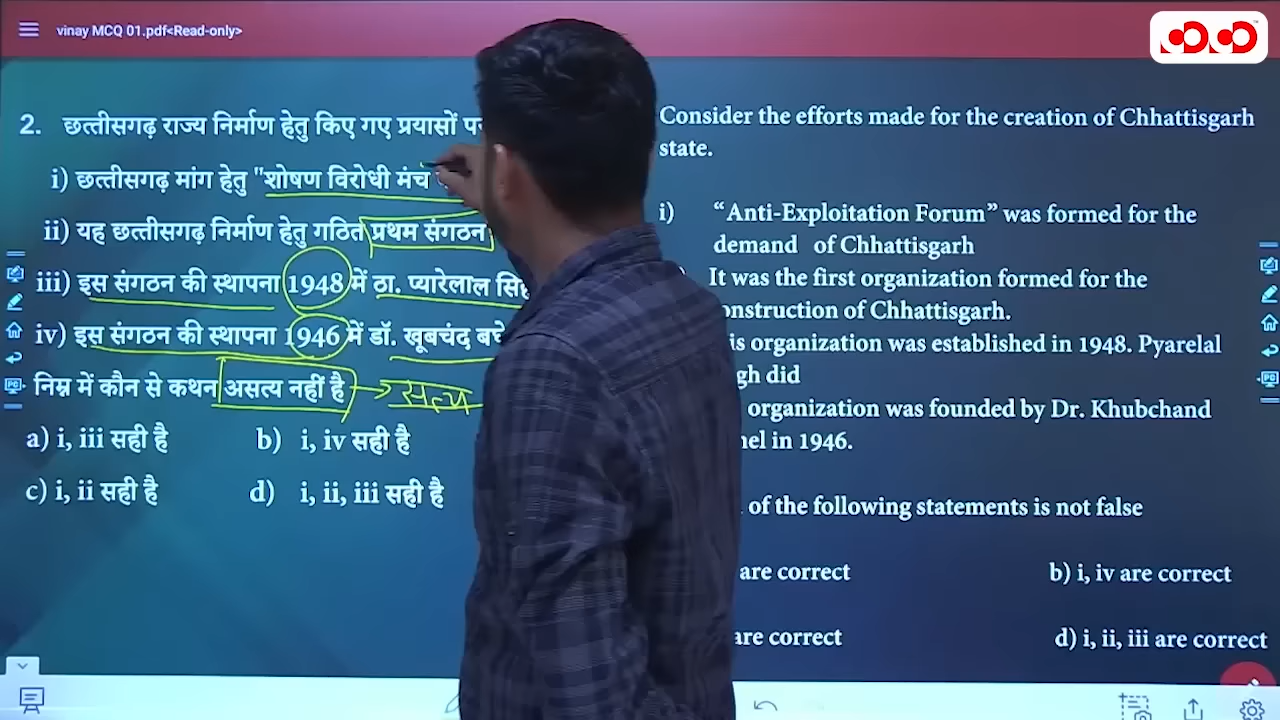 vinay MCQ 01.pdf<Read-only>
2. छत्तीसगढ़ राज्य निर्माण हेतु किए गए प्रयासों
i) छत्तीसगढ़ मांग हेतु "शोषण विरोधी मंच
ii) यह छत्तीसगढ़ निर्माण हेतु गठित प्रथम संगठन
iii) इस संगठन की स्थापना 1948 में ठा. प्यारेलाल
iv) इस संगठन की स्थापना 1946 में डॉ. खूबचंद
निम्न में कौन से कथन असत्य नहीं है → सत्य
a) i, iii सही है b) i, iv सही है
c) i, ii सही है d) i, ii, iii सही है
Consider the efforts made for the creation of Chhattisgarh
state.
i) “Anti-Exploitation Forum” was formed for the
demand of Chhattisgarh
It was the first organization formed for the
of Chhattisgarh.
organization was established in 1948. Pyarelal
did
organization was founded by Dr. Khubchand
in 1946.
of the following statements is not false
are correct b) i, iv are correct
are correct d) i, ii, iii are correct